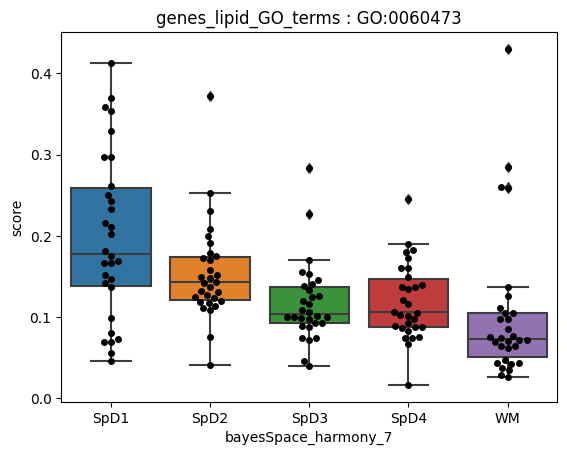 genes_lipid_GO_terms : GO:0060473
score
0.4
0.3
0.2
0.1
0.0
SpD1 SpD2 SpD3 SpD4 WM
bayesSpace_harmony_7